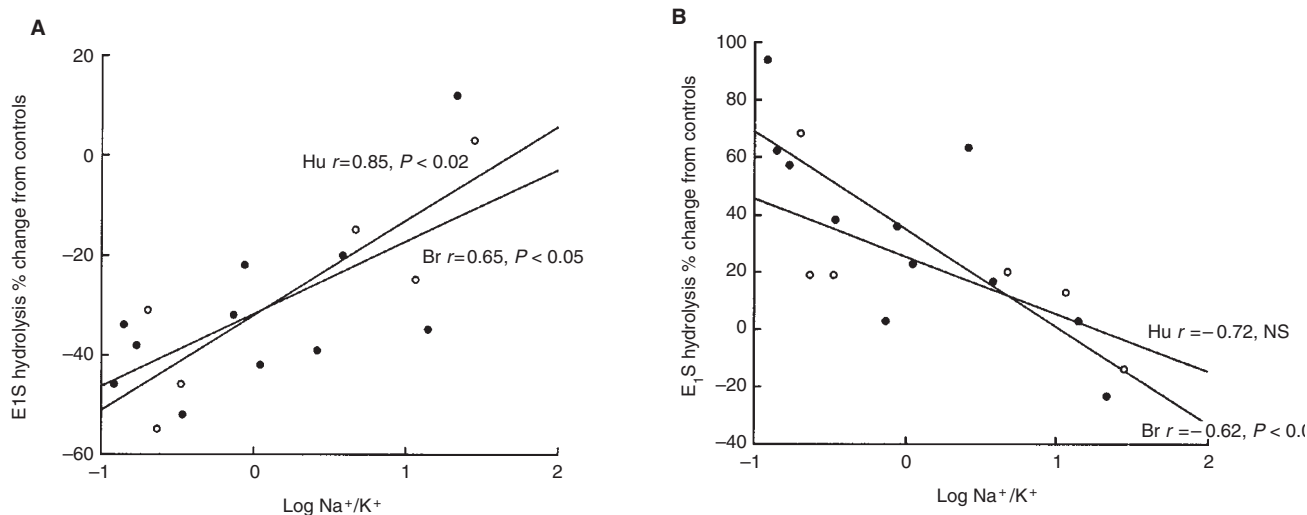 A
E1S hydrolysis % change from controls
20
0
−20
−40
−60
−1
0
1
2
Log Na⁺/K⁺
Hu r=0.85, P < 0.02
Br r=0.65, P < 0.05
B
E₁S hydrolysis % change from controls
100
80
60
40
20
0
−20
−40
−1
0
1
2
Log Na⁺/K⁺
Hu r =−0.72, NS
Br r=−0.62, P < 0.0